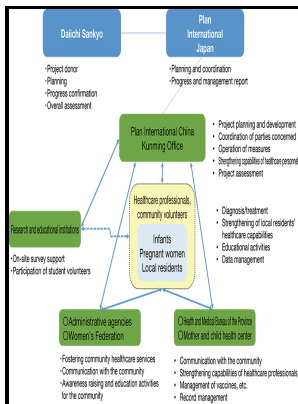 Daiichi Sankyo
Plan
International
Japan
･Project donor
･Planning
･Progress confirmation
･Overall assessment
･Planning and coordination
･Progress and management report
Plan International China
Kunming Office
• Project planning and development
• Coordination of parties concerned
• Operation of measures
• Strengthening capabilities of healthcare personnel
• Project assessment
Healthcare professionals,
community volunteers
Infants
Pregnant women
Local residents
• Diagnosis/treatment
• Strengthening of local residents'
healthcare capabilities
• Educational activities
• Data management
Research and educational institutions
･On-site survey support
･Participation of student volunteers
○Administrative agencies
○Women's Federation
･Fostering community healthcare services
･Communication with the community
･Awareness raising and education activities
for the community
○Health and Medical Bureau of the Province
○Mother and child health center
• Communication with the community
• Strengthening capabilities of healthcare professionals
• Management of vaccines, etc.
• Record management